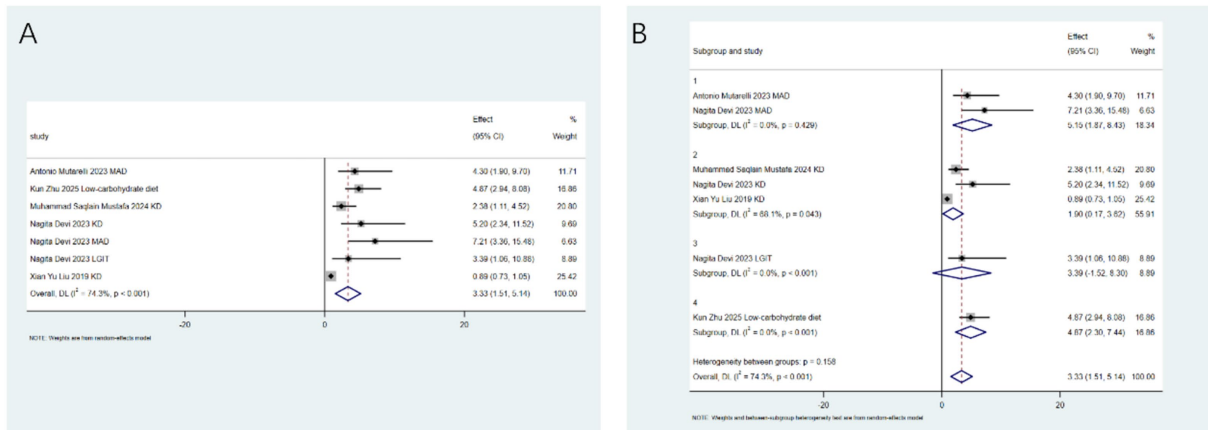 A
study
Effect
(95% CI)
%
Weight
Antonio Mutarelli 2023 MAD 4.30 (1.90, 9.70) 11.71
Kun Zhu 2025 Low-carbohydrate diet 4.87 (2.94, 8.08) 16.86
Muhammad Saqlain Mustafa 2024 KD 2.38 (1.11, 4.52) 20.80
Nagita Devi 2023 KD 5.20 (2.34, 11.52) 9.69
Nagita Devi 2023 MAD 7.21 (3.36, 15.48) 6.63
Nagita Devi 2023 LGIT 3.39 (1.06, 10.88) 8.89
Xian Yu Liu 2019 KD 0.89 (0.73, 1.05) 25.42
Overall, DL (I² = 74.3%, p < 0.001) 3.33 (1.51, 5.14) 100.00
-20 0 20
NOTE: Weights are from random-effects model
B
Subgroup and study
Effect
(95% CI)
%
Weight
1
Antonio Mutarelli 2023 MAD 4.30 (1.90, 9.70) 11.71
Nagita Devi 2023 MAD 7.21 (3.36, 15.48) 6.63
Subgroup, DL (I² = 0.0%, p = 0.429) 5.15 (1.87, 8.43) 18.34
2
Muhammad Saqlain Mustafa 2024 KD 2.38 (1.11, 4.52) 20.80
Nagita Devi 2023 KD 5.20 (2.34, 11.52) 9.69
Xian Yu Liu 2019 KD 0.89 (0.73, 1.05) 25.42
Subgroup, DL (I² = 68.1%, p = 0.043) 1.90 (0.17, 3.62) 55.91
3
Nagita Devi 2023 LGIT 3.39 (1.06, 10.88) 8.89
Subgroup, DL (I² = 0.0%, p < 0.001) 3.39 (-1.52, 8.30) 8.89
4
Kun Zhu 2025 Low-carbohydrate diet 4.87 (2.94, 8.08) 16.86
Subgroup, DL (I² = 0.0%, p < 0.001) 4.87 (2.30, 7.44) 16.86
Heterogeneity between groups: p = 0.158
Overall, DL (I² = 74.3%, p < 0.001) 3.33 (1.51, 5.14) 100.00
-20 0 20
NOTE: Weights and between-subgroup heterogeneity test are from random-effects model